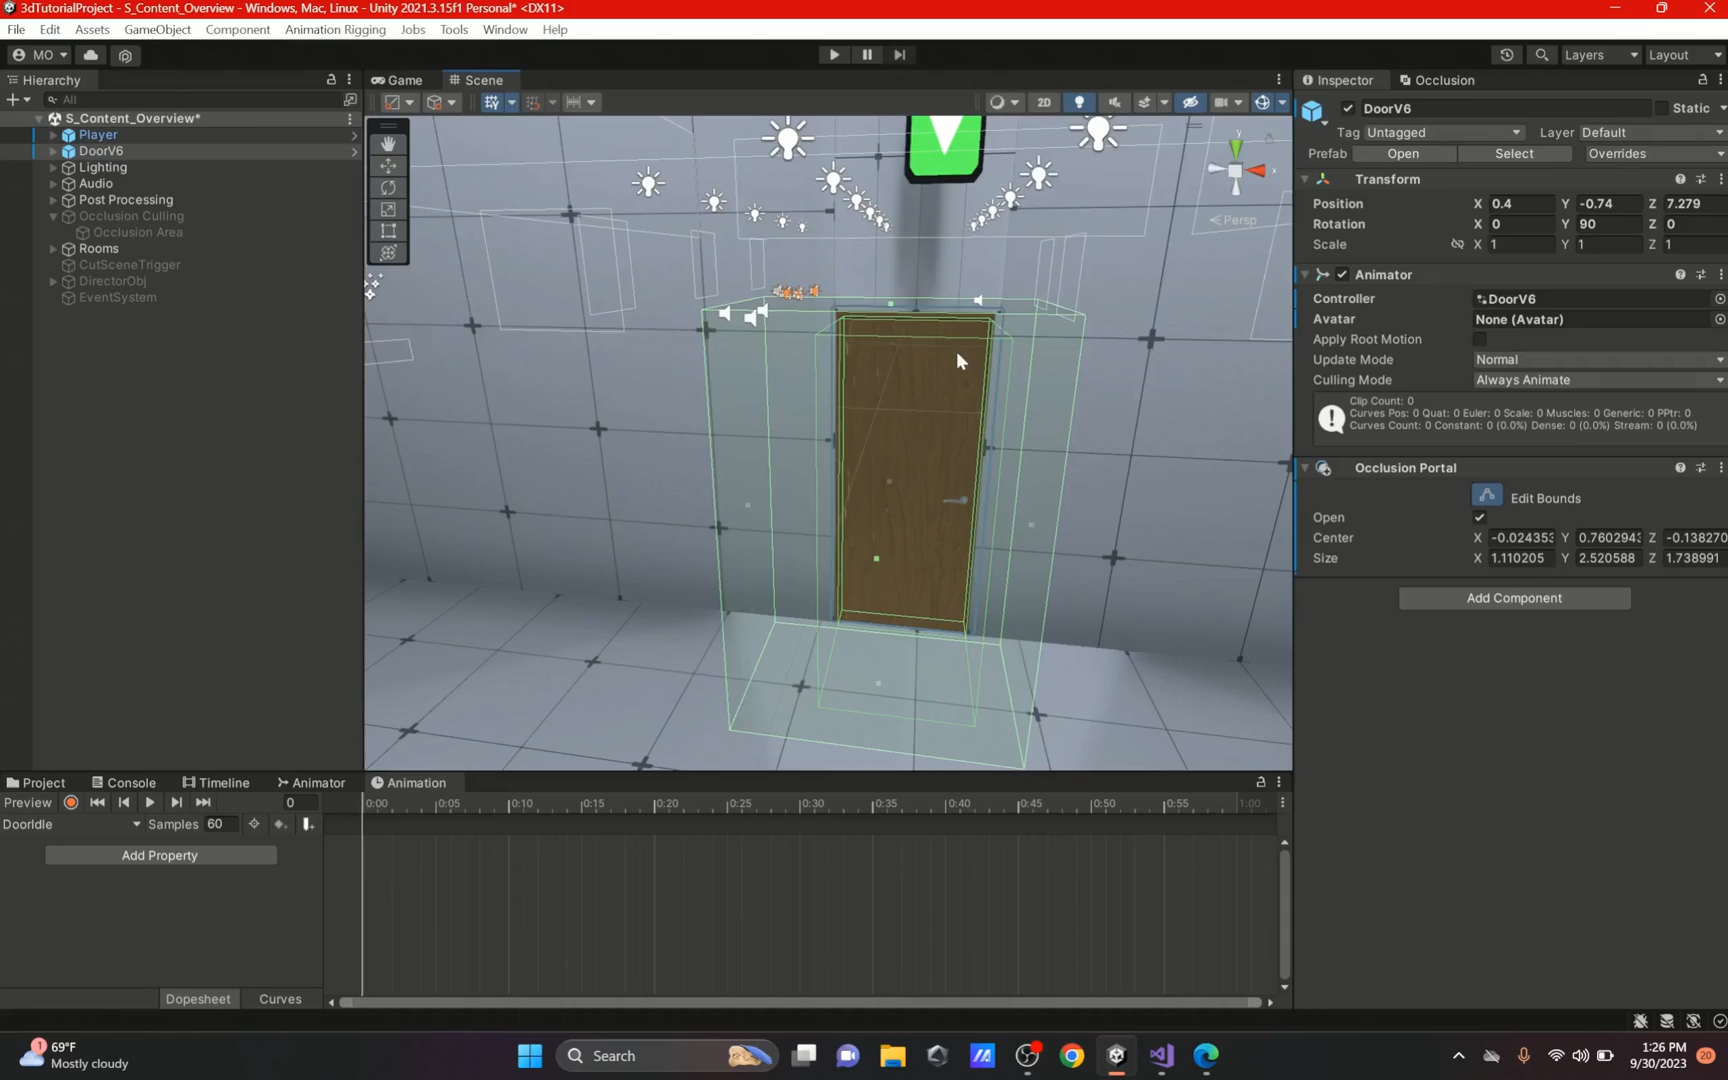 3dTutorialProject - S_Content_Overview - Windows, Mac, Linux - Unity 2021.3.15f1 Personal* <DX11>
File Edit Assets GameObject Component Animation Rigging Jobs Tools Window Help
MO Layers Layout
Hierarchy Game Scene Inspector Occlusion
All
2D
S_Content_Overview*
Player
DoorV6
Lighting
Audio
Post Processing
Occlusion Culling
Occlusion Area
Rooms
CutSceneTrigger
DirectorObj
EventSystem
y
x
Persp
DoorV6 Static
Tag Untagged Layer Default
Prefab Open Select Overrides
Transform
Position X 0.4 Y -0.74 Z 7.279
Rotation X 0 Y 90 Z 0
Scale X 1 Y 1 Z 1
Animator
Controller DoorV6
Avatar None (Avatar)
Apply Root Motion
Update Mode Normal
Culling Mode Always Animate
Clip Count: 0
Curves Pos: 0 Quat: 0 Euler: 0 Scale: 0 Muscles: 0 Generic: 0 PPtr: 0
Curves Count: 0 Constant: 0 (0.0%) Dense: 0 (0.0%) Stream: 0 (0.0%)
Occlusion Portal
Edit Bounds
Open
Center X -0.024353 Y 0.7602943 Z -0.138270
Size X 1.110205 Y 2.520588 Z 1.738991
Add Component
Project Console Timeline Animator Animation
Preview 0 0:00 0:05 0:10 0:15 0:20 0:25 0:30 0:35 0:40 0:45 0:50 0:55 1:00
DoorIdle Samples 60
Add Property
Dopesheet Curves
1
69°F
Mostly cloudy
Search
1:26 PM
9/30/2023
20